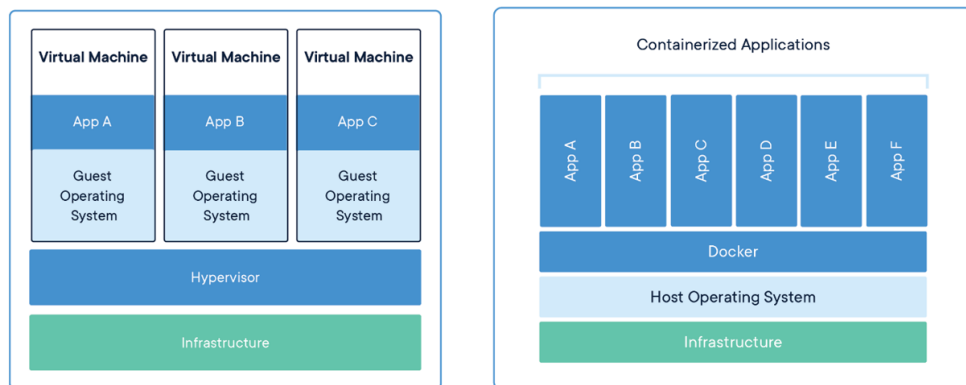 Virtual Machine
App A
Guest
Operating
System
Virtual Machine
App B
Guest
Operating
System
Virtual Machine
App C
Guest
Operating
System
Hypervisor
Infrastructure
Containerized Applications
App A
App B
App C
App D
App E
App F
Docker
Host Operating System
Infrastructure